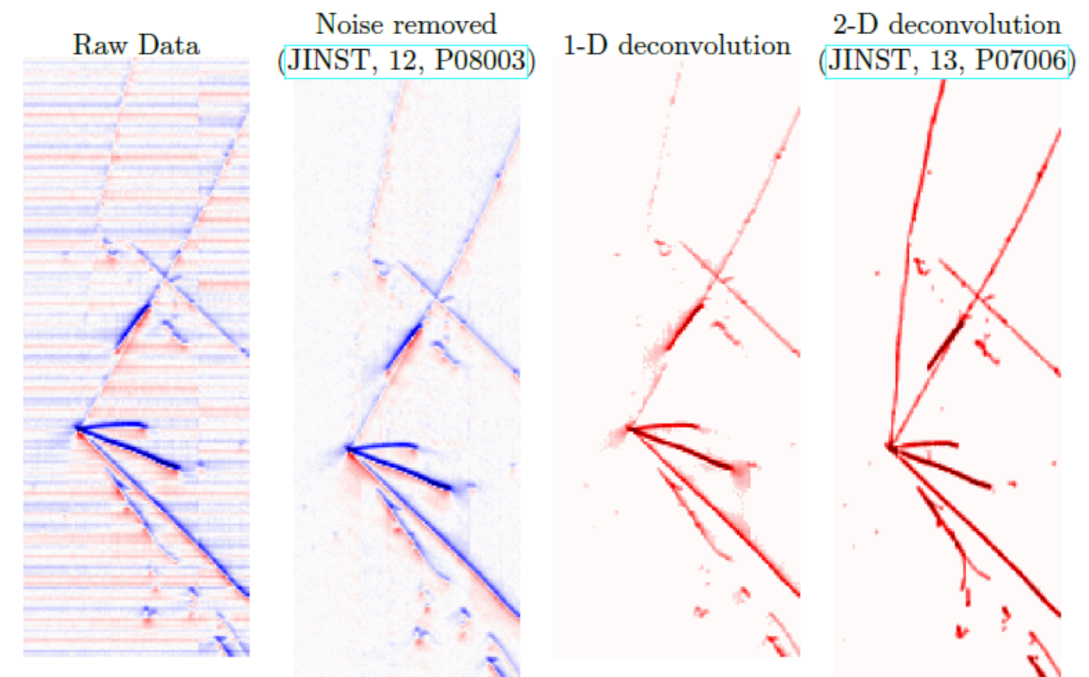 Raw Data
Noise removed
(JINST, 12, P08003)
1-D deconvolution
2-D deconvolution
(JINST, 13, P07006)